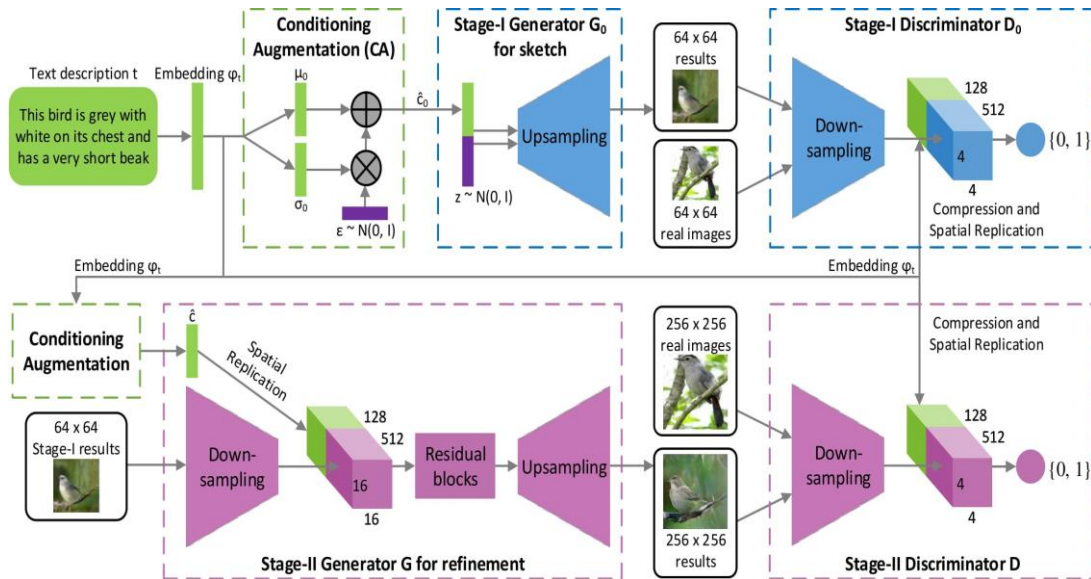 Text description t
This bird is grey with
white on its chest and
has a very short beak
Embedding φt
Conditioning
Augmentation (CA)
μ0
σ0
ε ~ N(0, I)
ĉ0
Stage-I Generator G0
for sketch
z ~ N(0, I)
Upsampling
64 x 64
results
64 x 64
real images
Stage-I Discriminator D0
Down-
sampling
128
512
4
4
{0, 1}
Compression and
Spatial Replication
Embedding φt
Embedding φt
Conditioning
Augmentation
64 x 64
Stage-I results
ĉ
Spatial
Replication
Down-
sampling
128
512
16
16
Residual
blocks
Upsampling
Stage-II Generator G for refinement
256 x 256
real images
256 x 256
results
Compression and
Spatial Replication
Down-
sampling
128
512
4
4
{0, 1}
Stage-II Discriminator D